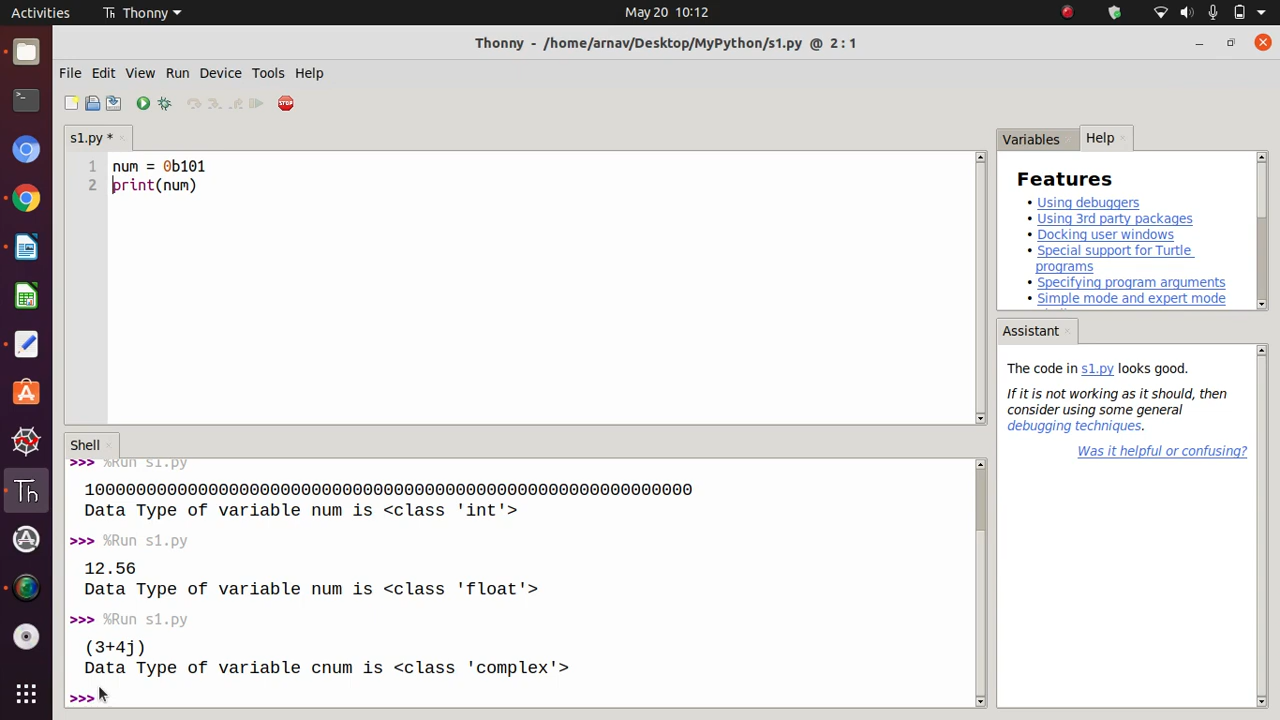 Activities
Thonny
May 20 10:12
Thonny - /home/arnav/Desktop/MyPython/s1.py @ 2 : 1
File Edit View Run Device Tools Help
STOP
s1.py *
1 num = 0b101
2 print(num)
Variables
Help
Features
• Using debuggers
• Using 3rd party packages
• Docking user windows
• Special support for Turtle
programs
• Specifying program arguments
• Simple mode and expert mode
Assistant
The code in s1.py looks good.
If it is not working as it should, then
consider using some general
debugging techniques.
Was it helpful or confusing?
Shell
>>> %Run s1.py
Data Type of variable num is <class 'int'>
>>> %Run s1.py
12.56
Data Type of variable num is <class 'float'>
>>> %Run s1.py
(3+4j)
Data Type of variable cnum is <class 'complex'>
>>>
Th